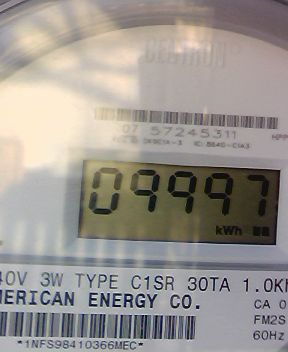 CENTRON
07 57245311
09997
kWh
40V 3W TYPE C1SR 30TA 1.0K
MERICAN ENERGY CO.
CA 0
FM2S
60Hz
*1NFS98410366MEC*